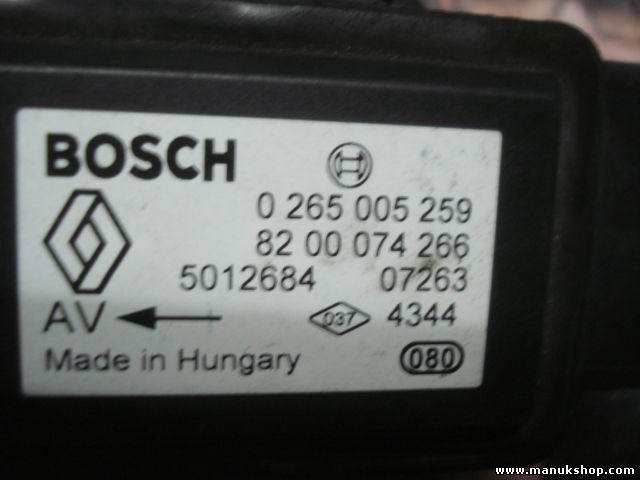 BOSCH
0 265 005 259
82 00 074 266
5012684 07263
AV 037 4344
Made in Hungary 080
www.manukshop.com